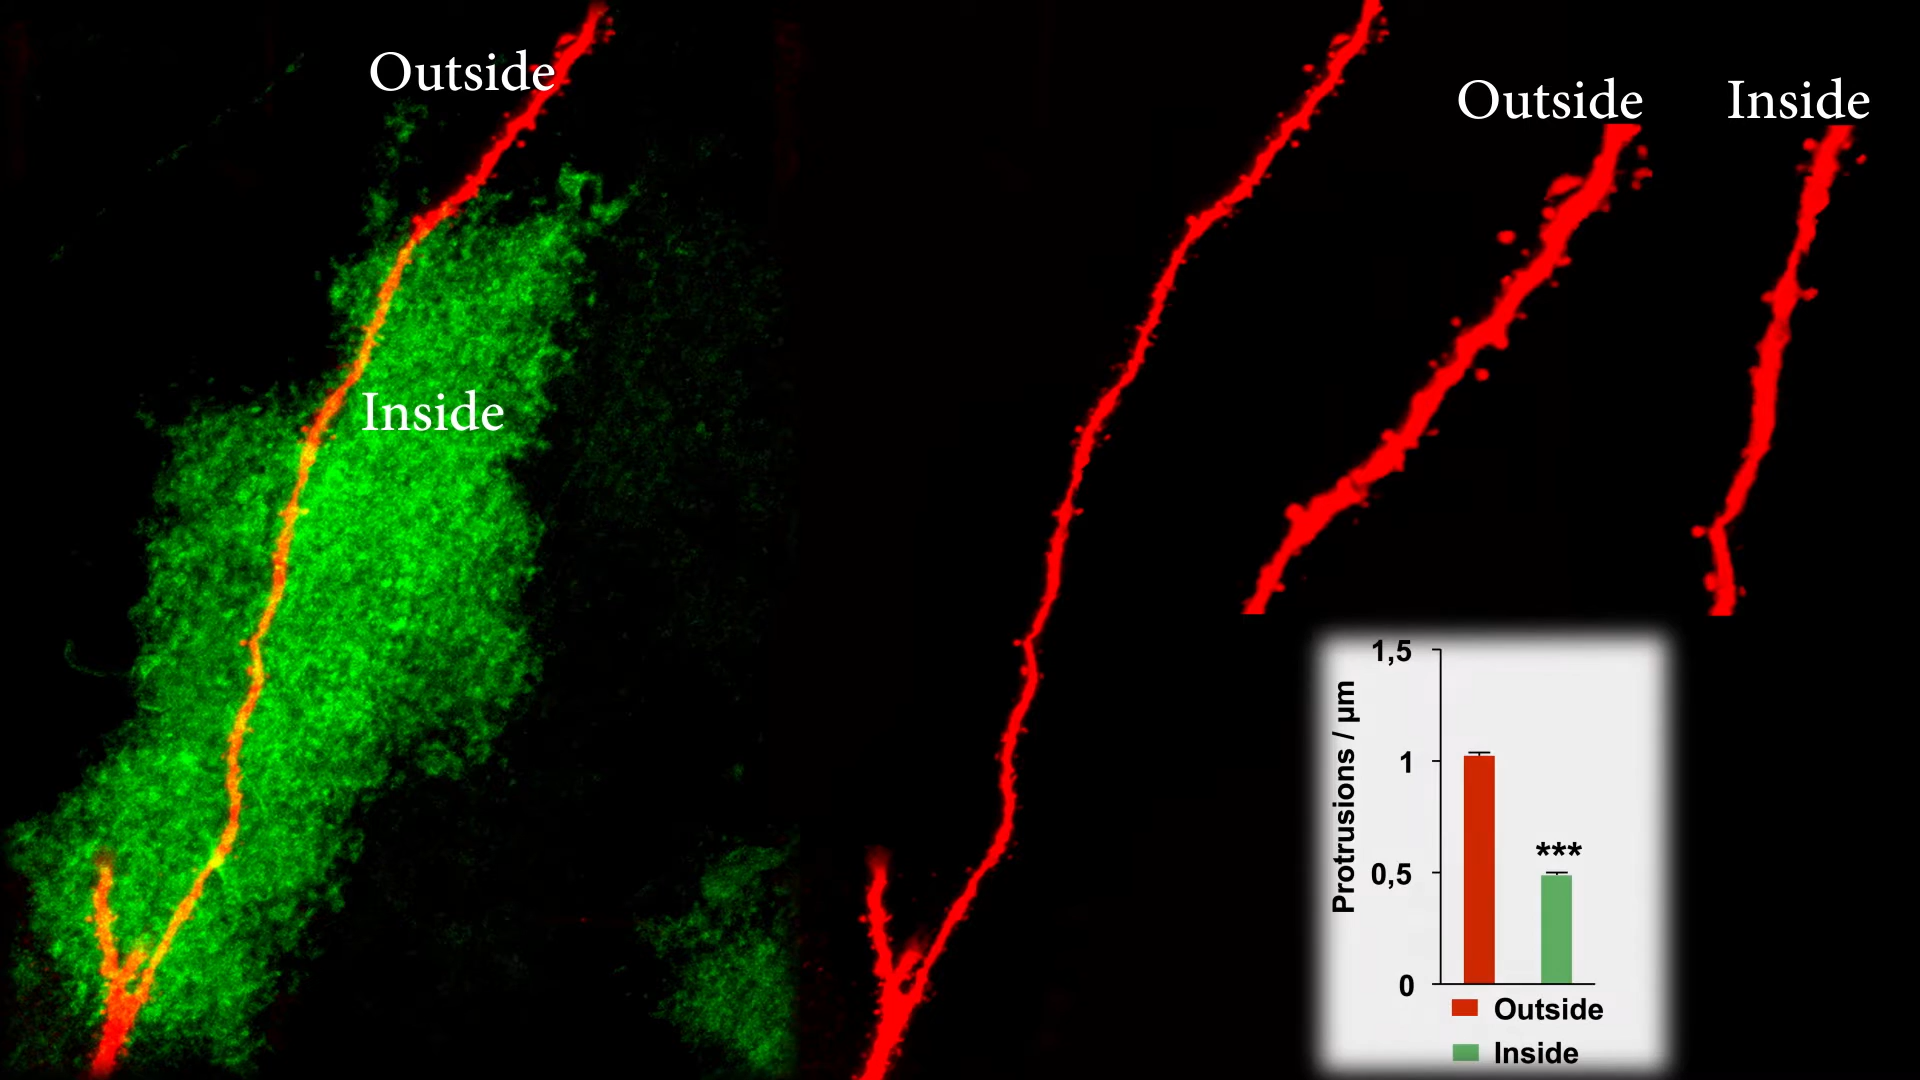 Outside
Inside
Outside
Inside
Protrusions / µm
1,5
1
0,5
0
***
Outside
Inside